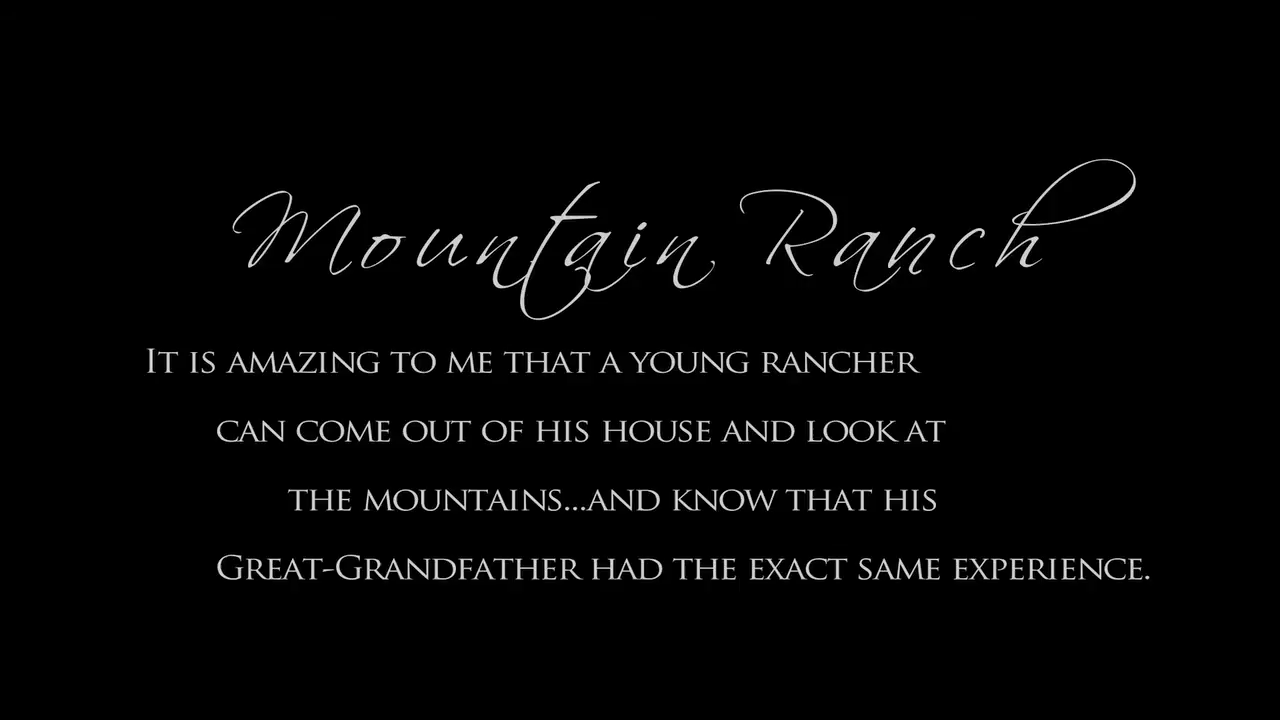 Mountain Ranch
It is amazing to me that a young rancher
can come out of his house and look at
the mountains...and know that his
Great-Grandfather had the exact same experience.